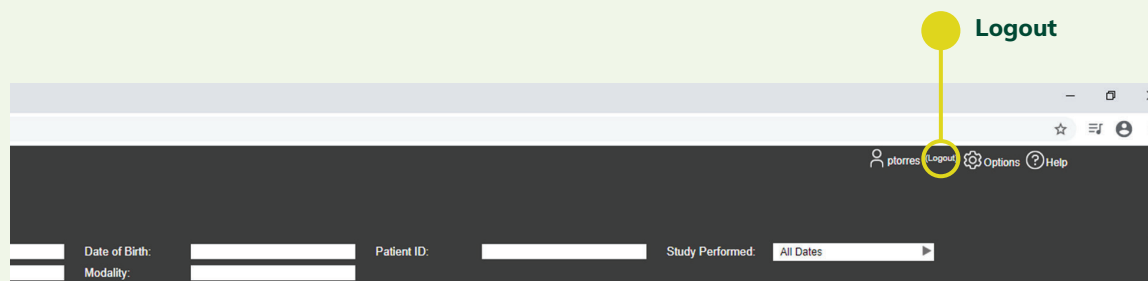 Logout
ptorres (Logout) Options Help
Date of Birth: Patient ID: Study Performed: All Dates
Modality: